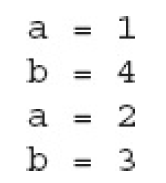 a = 1
b = 4
a = 2
b = 3